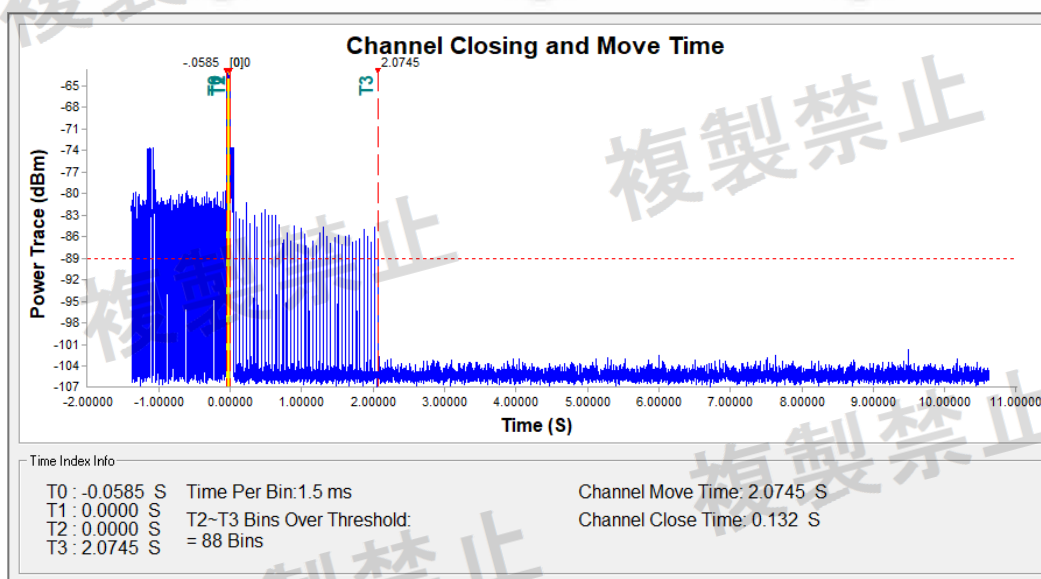 Channel Closing and Move Time
-.0585
2.0745
T2
T3
-65
-68
-71
-74
-77
-80
-83
-86
-89
-92
-95
-98
-101
-104
-107
Power Trace (dBm)
-2.00000 -1.00000 0.00000 1.00000 2.00000 3.00000 4.00000 5.00000 6.00000 7.00000 8.00000 9.00000 10.00000 11.00000
Time (S)
Time Index Info
T0 : -0.0585 S
T1 : 0.0000 S
T2 : 0.0000 S
T3 : 2.0745 S
Time Per Bin:1.5 ms
T2~T3 Bins Over Threshold:
= 88 Bins
Channel Move Time: 2.0745 S
Channel Close Time: 0.132 S
複製禁止
複製禁止
複製禁止
製禁止